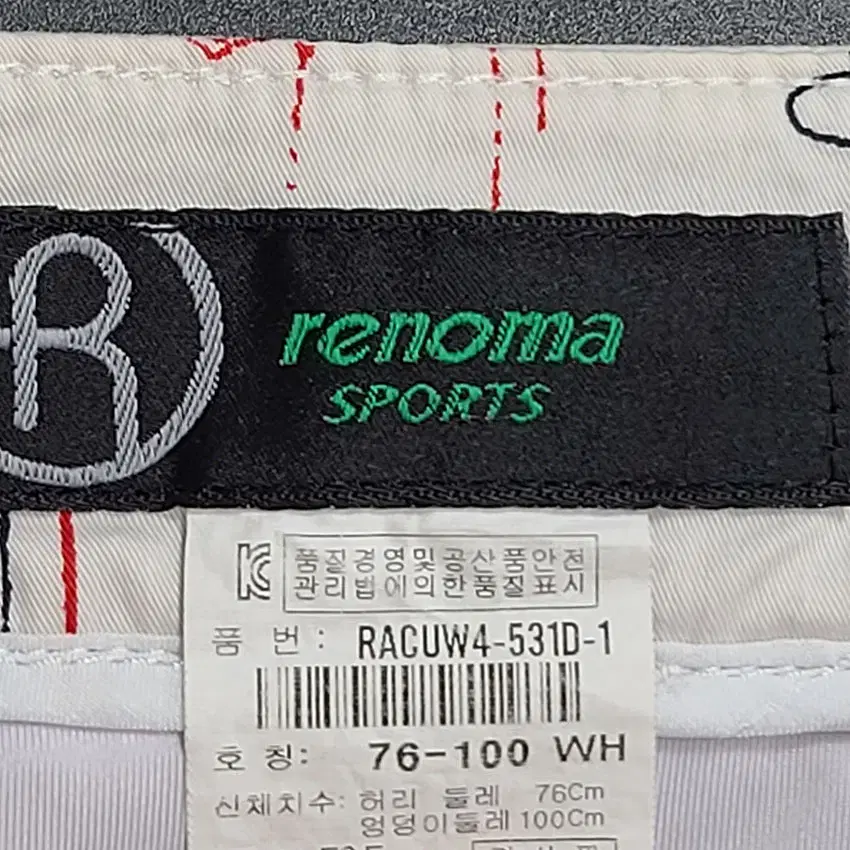 R
renoma
SPORTS
품질경영및공산품안전
관리법에의한품질표시
품 번 : RACUW4-531D-1
호 칭: 76-100 WH
신체치수: 허리 둘레 76Cm
엉덩이둘레 100Cm